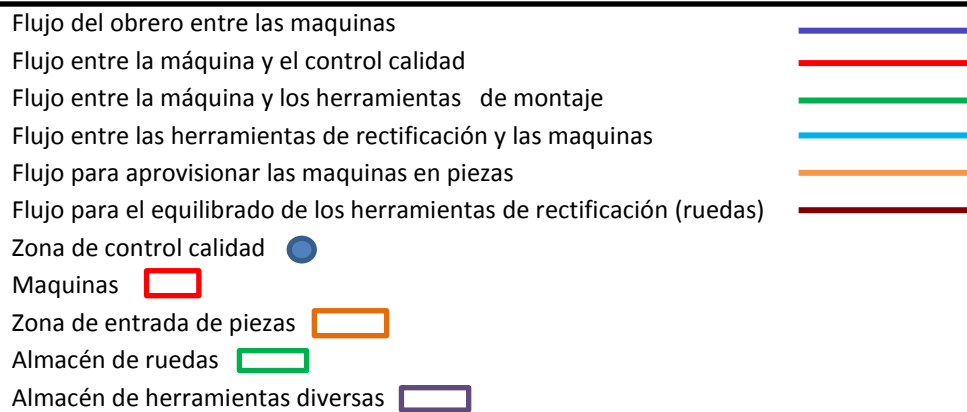 Flujo del obrero entre las maquinas
Flujo entre la máquina y el control calidad
Flujo entre la máquina y los herramientas de montaje
Flujo entre las herramientas de rectificación y las maquinas
Flujo para aprovisionar las maquinas en piezas
Flujo para el equilibrado de los herramientas de rectificación (ruedas)
Zona de control calidad
Maquinas
Zona de entrada de piezas
Almacén de ruedas
Almacén de herramientas diversas